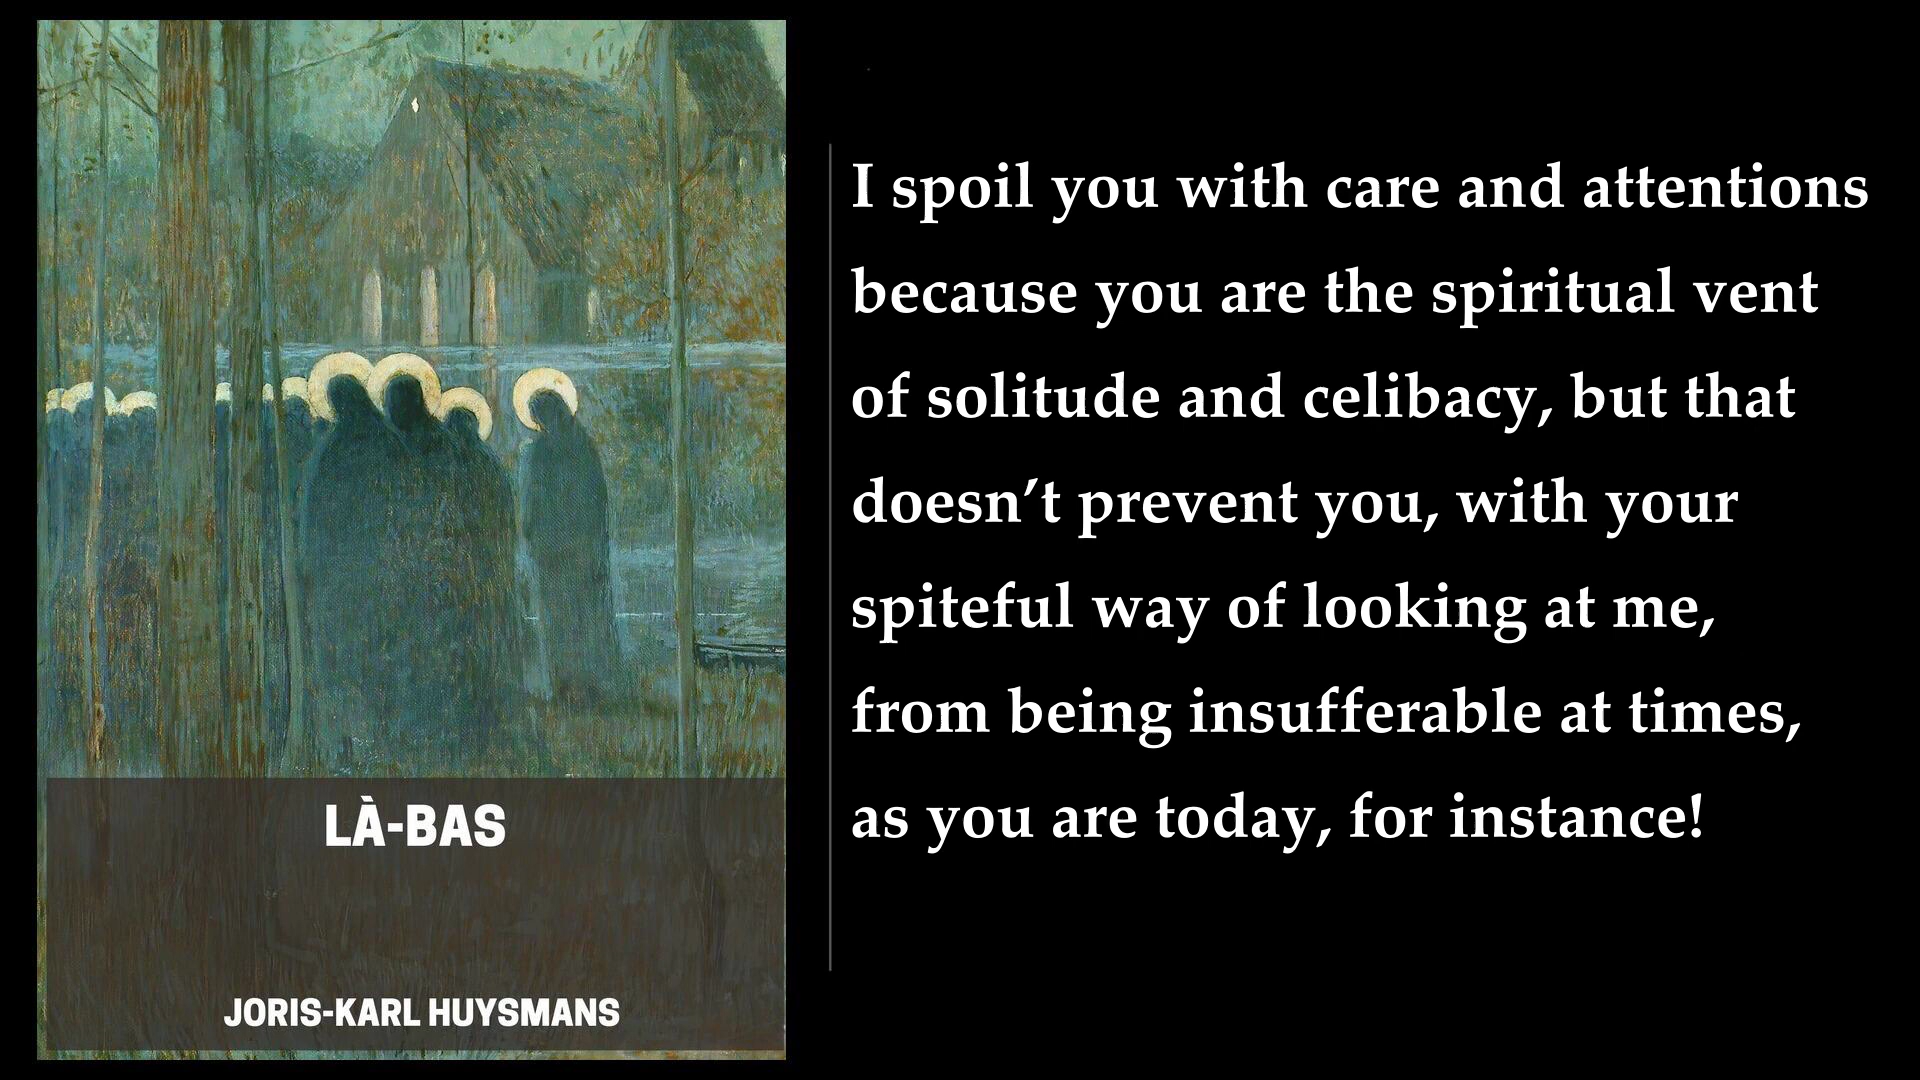 LÀ-BAS
JORIS-KARL HUYSMANS
I spoil you with care and attentions
because you are the spiritual vent
of solitude and celibacy, but that
doesn’t prevent you, with your
spiteful way of looking at me,
from being insufferable at times,
as you are today, for instance!